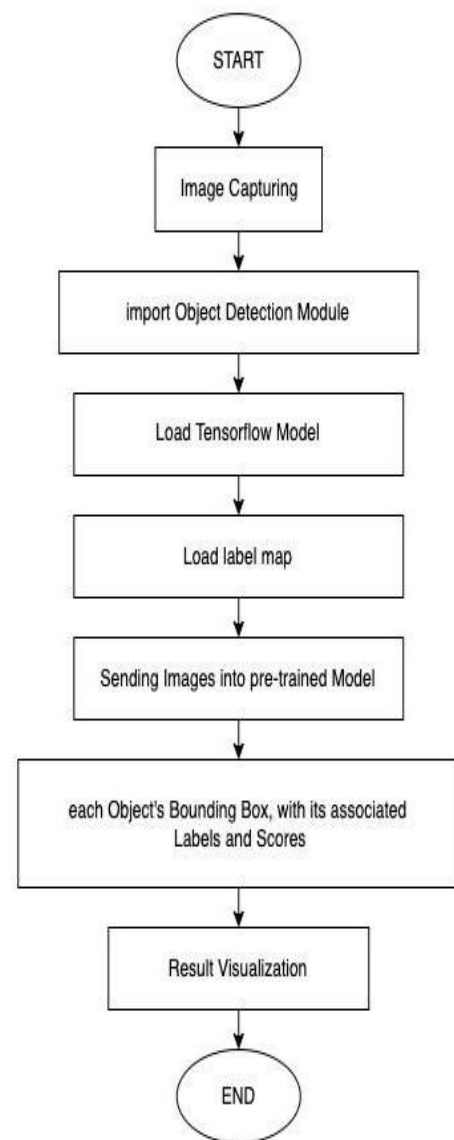 START
Image Capturing
import Object Detection Module
Load Tensorflow Model
Load label map
Sending Images into pre-trained Model
each Object's Bounding Box, with its associated
Labels and Scores
Result Visualization
END